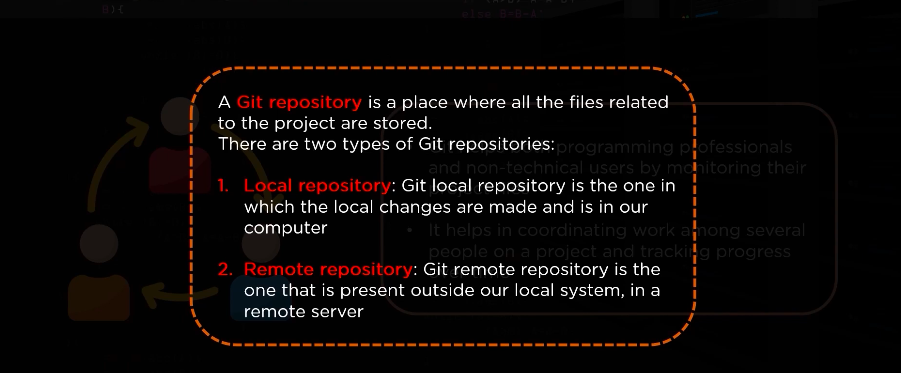 A Git repository is a place where all the files related
to the project are stored.
There are two types of Git repositories:
1. Local repository: Git local repository is the one in
which the local changes are made and is in our
computer
2. Remote repository: Git remote repository is the
one that is present outside our local system, in a
remote server
programming professionals
and non-technical users by monitoring their
• It helps in coordinating work among several
people on a project and tracking progress